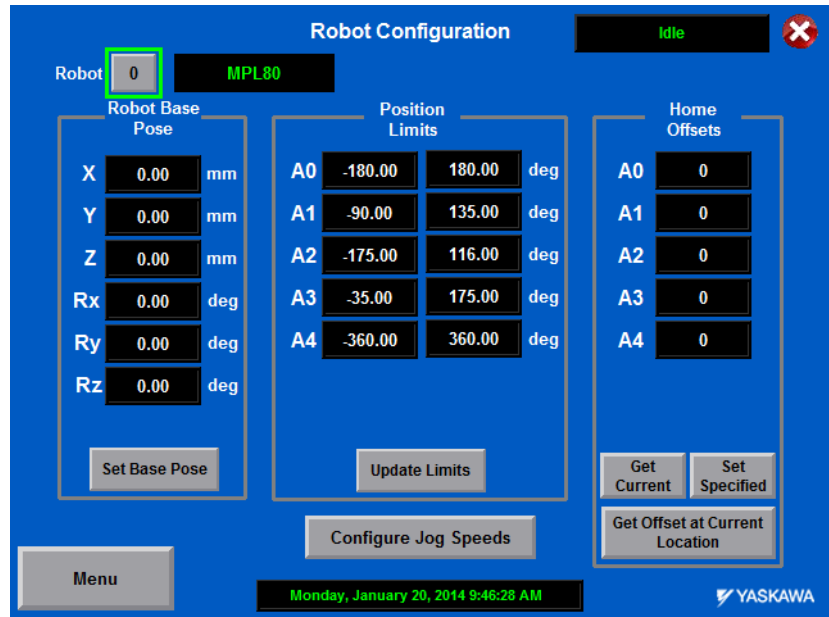 Robot Configuration
Idle
Robot 0 MPL80
Robot Base
Pose
X 0.00 mm
Y 0.00 mm
Z 0.00 mm
Rx 0.00 deg
Ry 0.00 deg
Rz 0.00 deg
Set Base Pose
Position
Limits
A0 -180.00 180.00 deg
A1 -90.00 135.00 deg
A2 -175.00 116.00 deg
A3 -35.00 175.00 deg
A4 -360.00 360.00 deg
Update Limits
Home
Offsets
A0 0
A1 0
A2 0
A3 0
A4 0
Get
Current
Set
Specified
Get Offset at Current
Location
Configure Jog Speeds
Menu
Monday, January 20, 2014 9:46:28 AM
YASKAWA